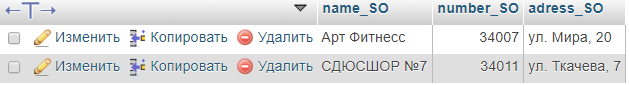 name_SO number_SO adress_SO
Изменить Копировать Удалить Арт Фитнесс 34007 ул. Мира, 20
Изменить Копировать Удалить СДЮСШОР №7 34011 ул. Ткачева, 7